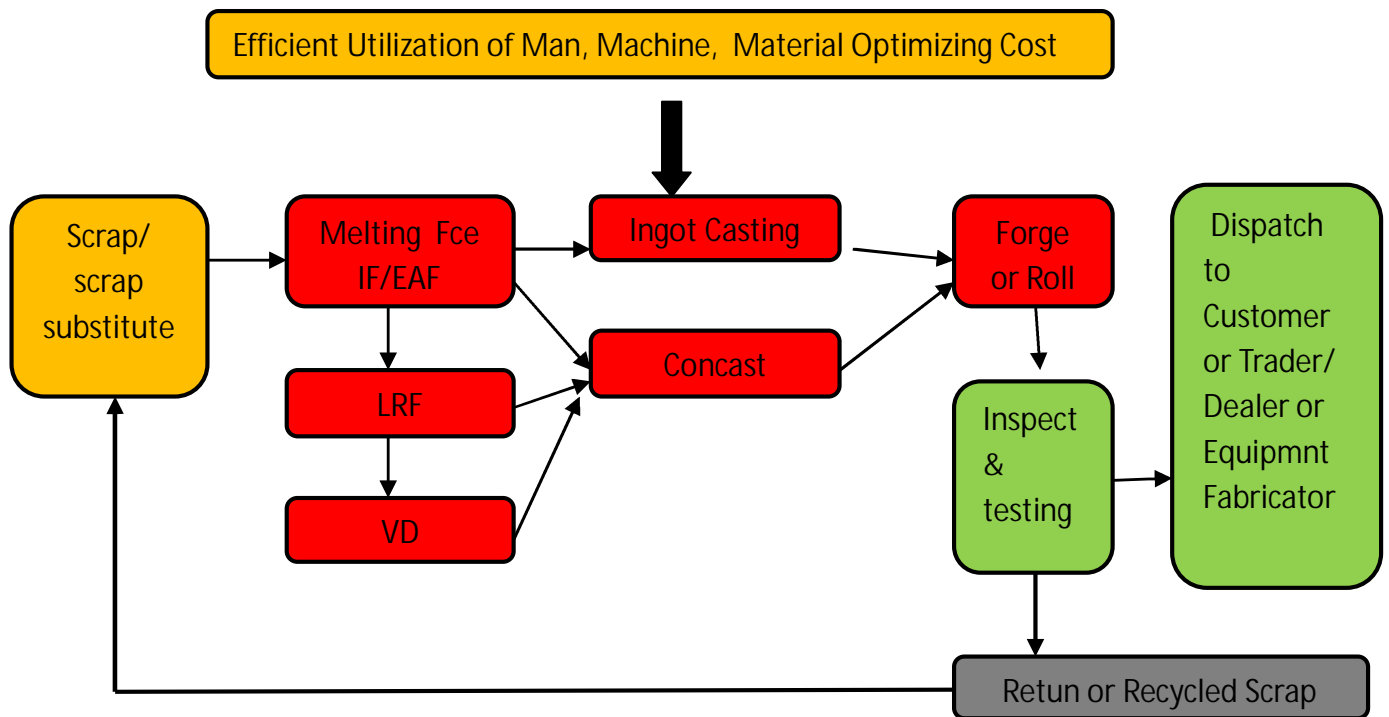 Efficient Utilization of Man, Machine, Material Optimizing Cost
Scrap/
scrap
substitute
Melting Fce
IF/EAF
LRF
VD
Ingot Casting
Concast
Forge
or Roll
Inspect
&
testing
Dispatch
to
Customer
or Trader/
Dealer or
Equipmnt
Fabricator
Retun or Recycled Scrap